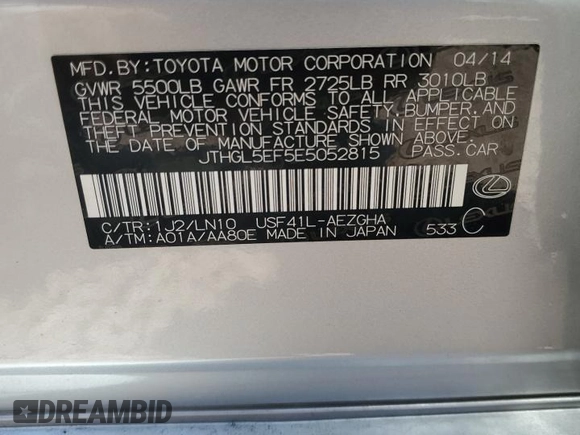 MFD.BY:TOYOTA MOTOR CORPORATION 04/14
GVWR 5500LB GAWR FR 2725LB RR 3010LB
THIS VEHICLE CONFORMS TO ALL APPLICABLE
FEDERAL MOTOR VEHICLE SAFETY,BUMPER,AND
THEFT PREVENTION STANDARDS IN EFFECT ON
THE DATE OF MANUFACTURE SHOWN ABOVE.
JTHGL5EF5E5052815 PASS.CAR
C/TR:1J2/LN10 USF41L-AEZGHA
A/TM:A01A/AA80E MADE IN JAPAN 533 C
DREAMBID